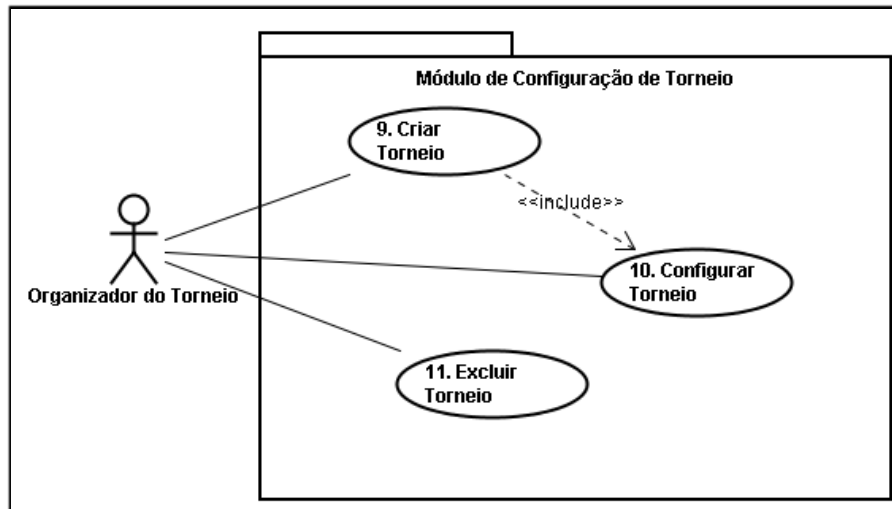 Módulo de Configuração de Torneio
9. Criar
Torneio
<<include>>
10. Configurar
Torneio
Organizador do Torneio
11. Excluir
Torneio